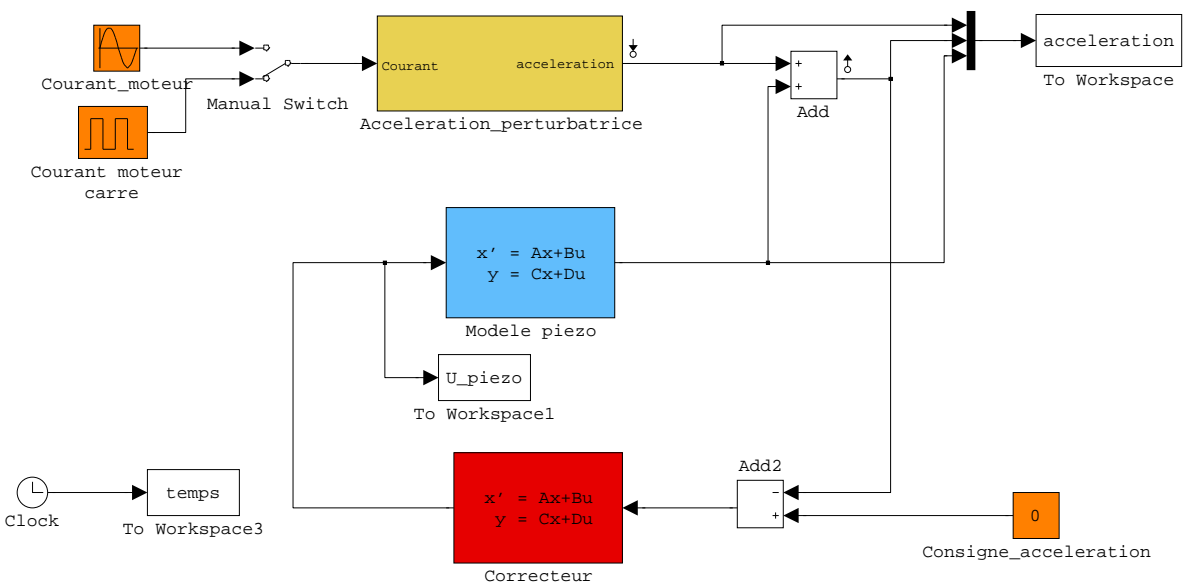 Courant_moteur
Manual Switch
Courant moteur
carre
Courant
acceleration
Acceleration_perturbatrice
+
+
Add
acceleration
To Workspace
x' = Ax+Bu
y = Cx+Du
Modele piezo
U_piezo
To Workspace1
Clock
temps
To Workspace3
x' = Ax+Bu
y = Cx+Du
Correcteur
Add2
−
+
0
Consigne_acceleration